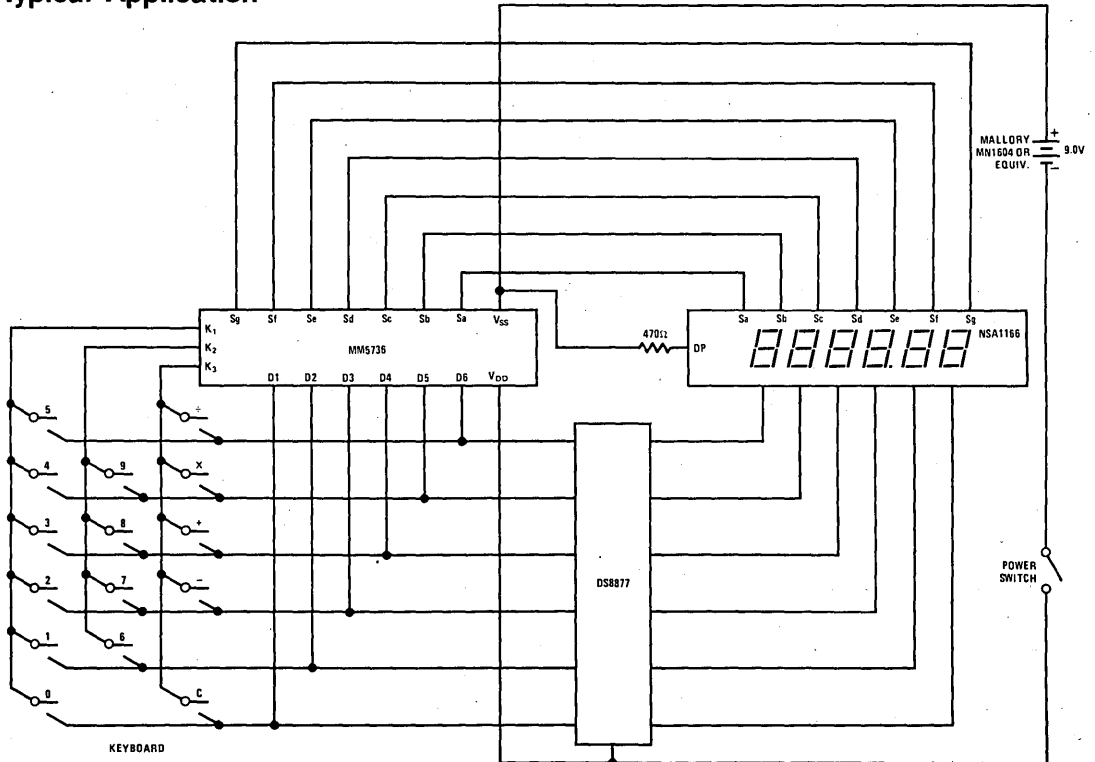 Typical Application
Sg Sf Se Sd Sc Sb Sa VSS
K1
K2
K3
MM5736
D1 D2 D3 D4 D5 D6 VDD
470Ω
DP
Sa Sb Sc Sd Se Sf Sg
8888.88
NSA1166
MALLORY
MN1604 OR
EQUIV.
+
−
9.0V
5 ÷
4 9 X
3 8 +
2 7 −
1 6
0 C
KEYBOARD
DS8877
POWER
SWITCH